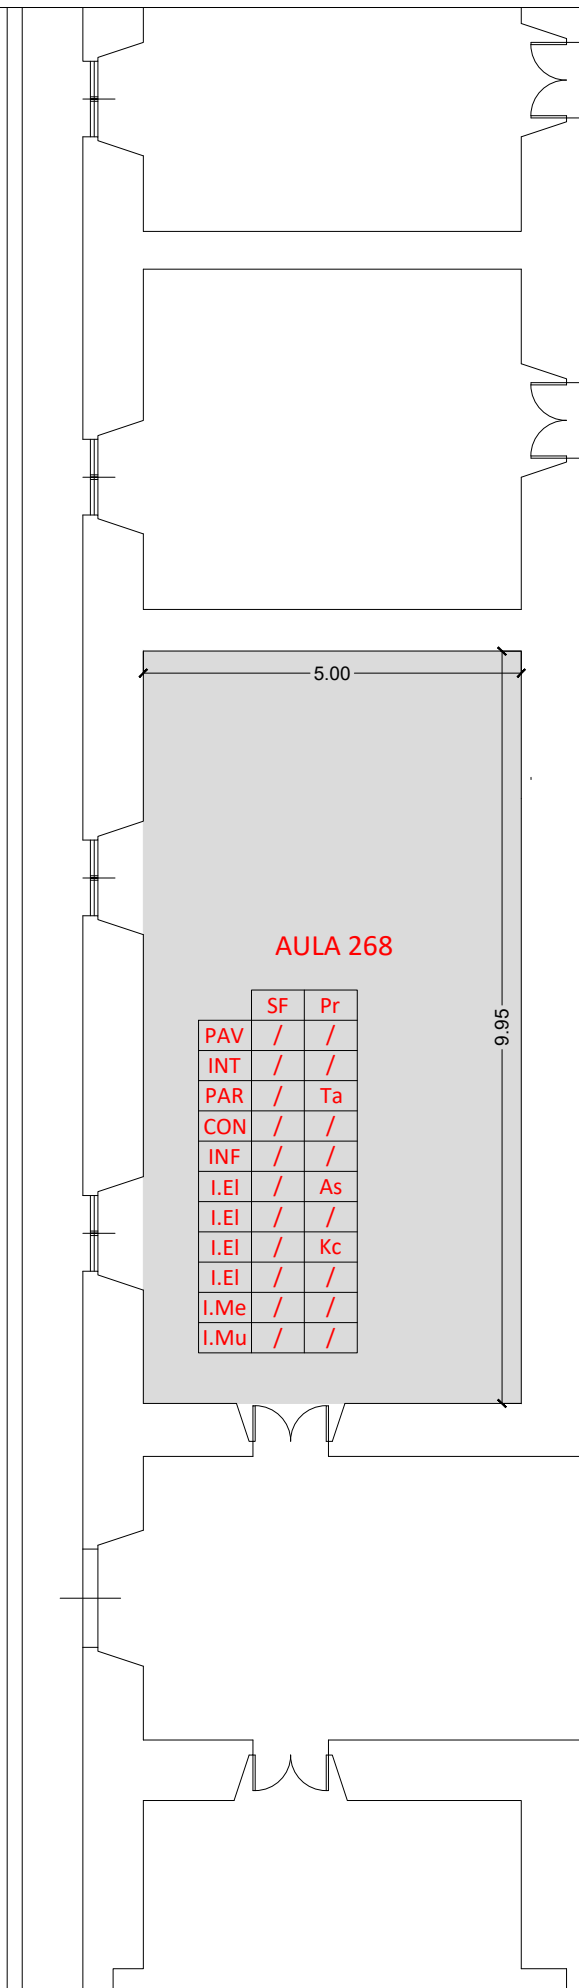 5.00
AULA 268
9.95
SF Pr
PAV / /
INT / /
PAR / Ta
CON / /
INF / /
I.El / As
I.El / /
I.El / Kc
I.El / /
I.Me / /
I.Mu / /